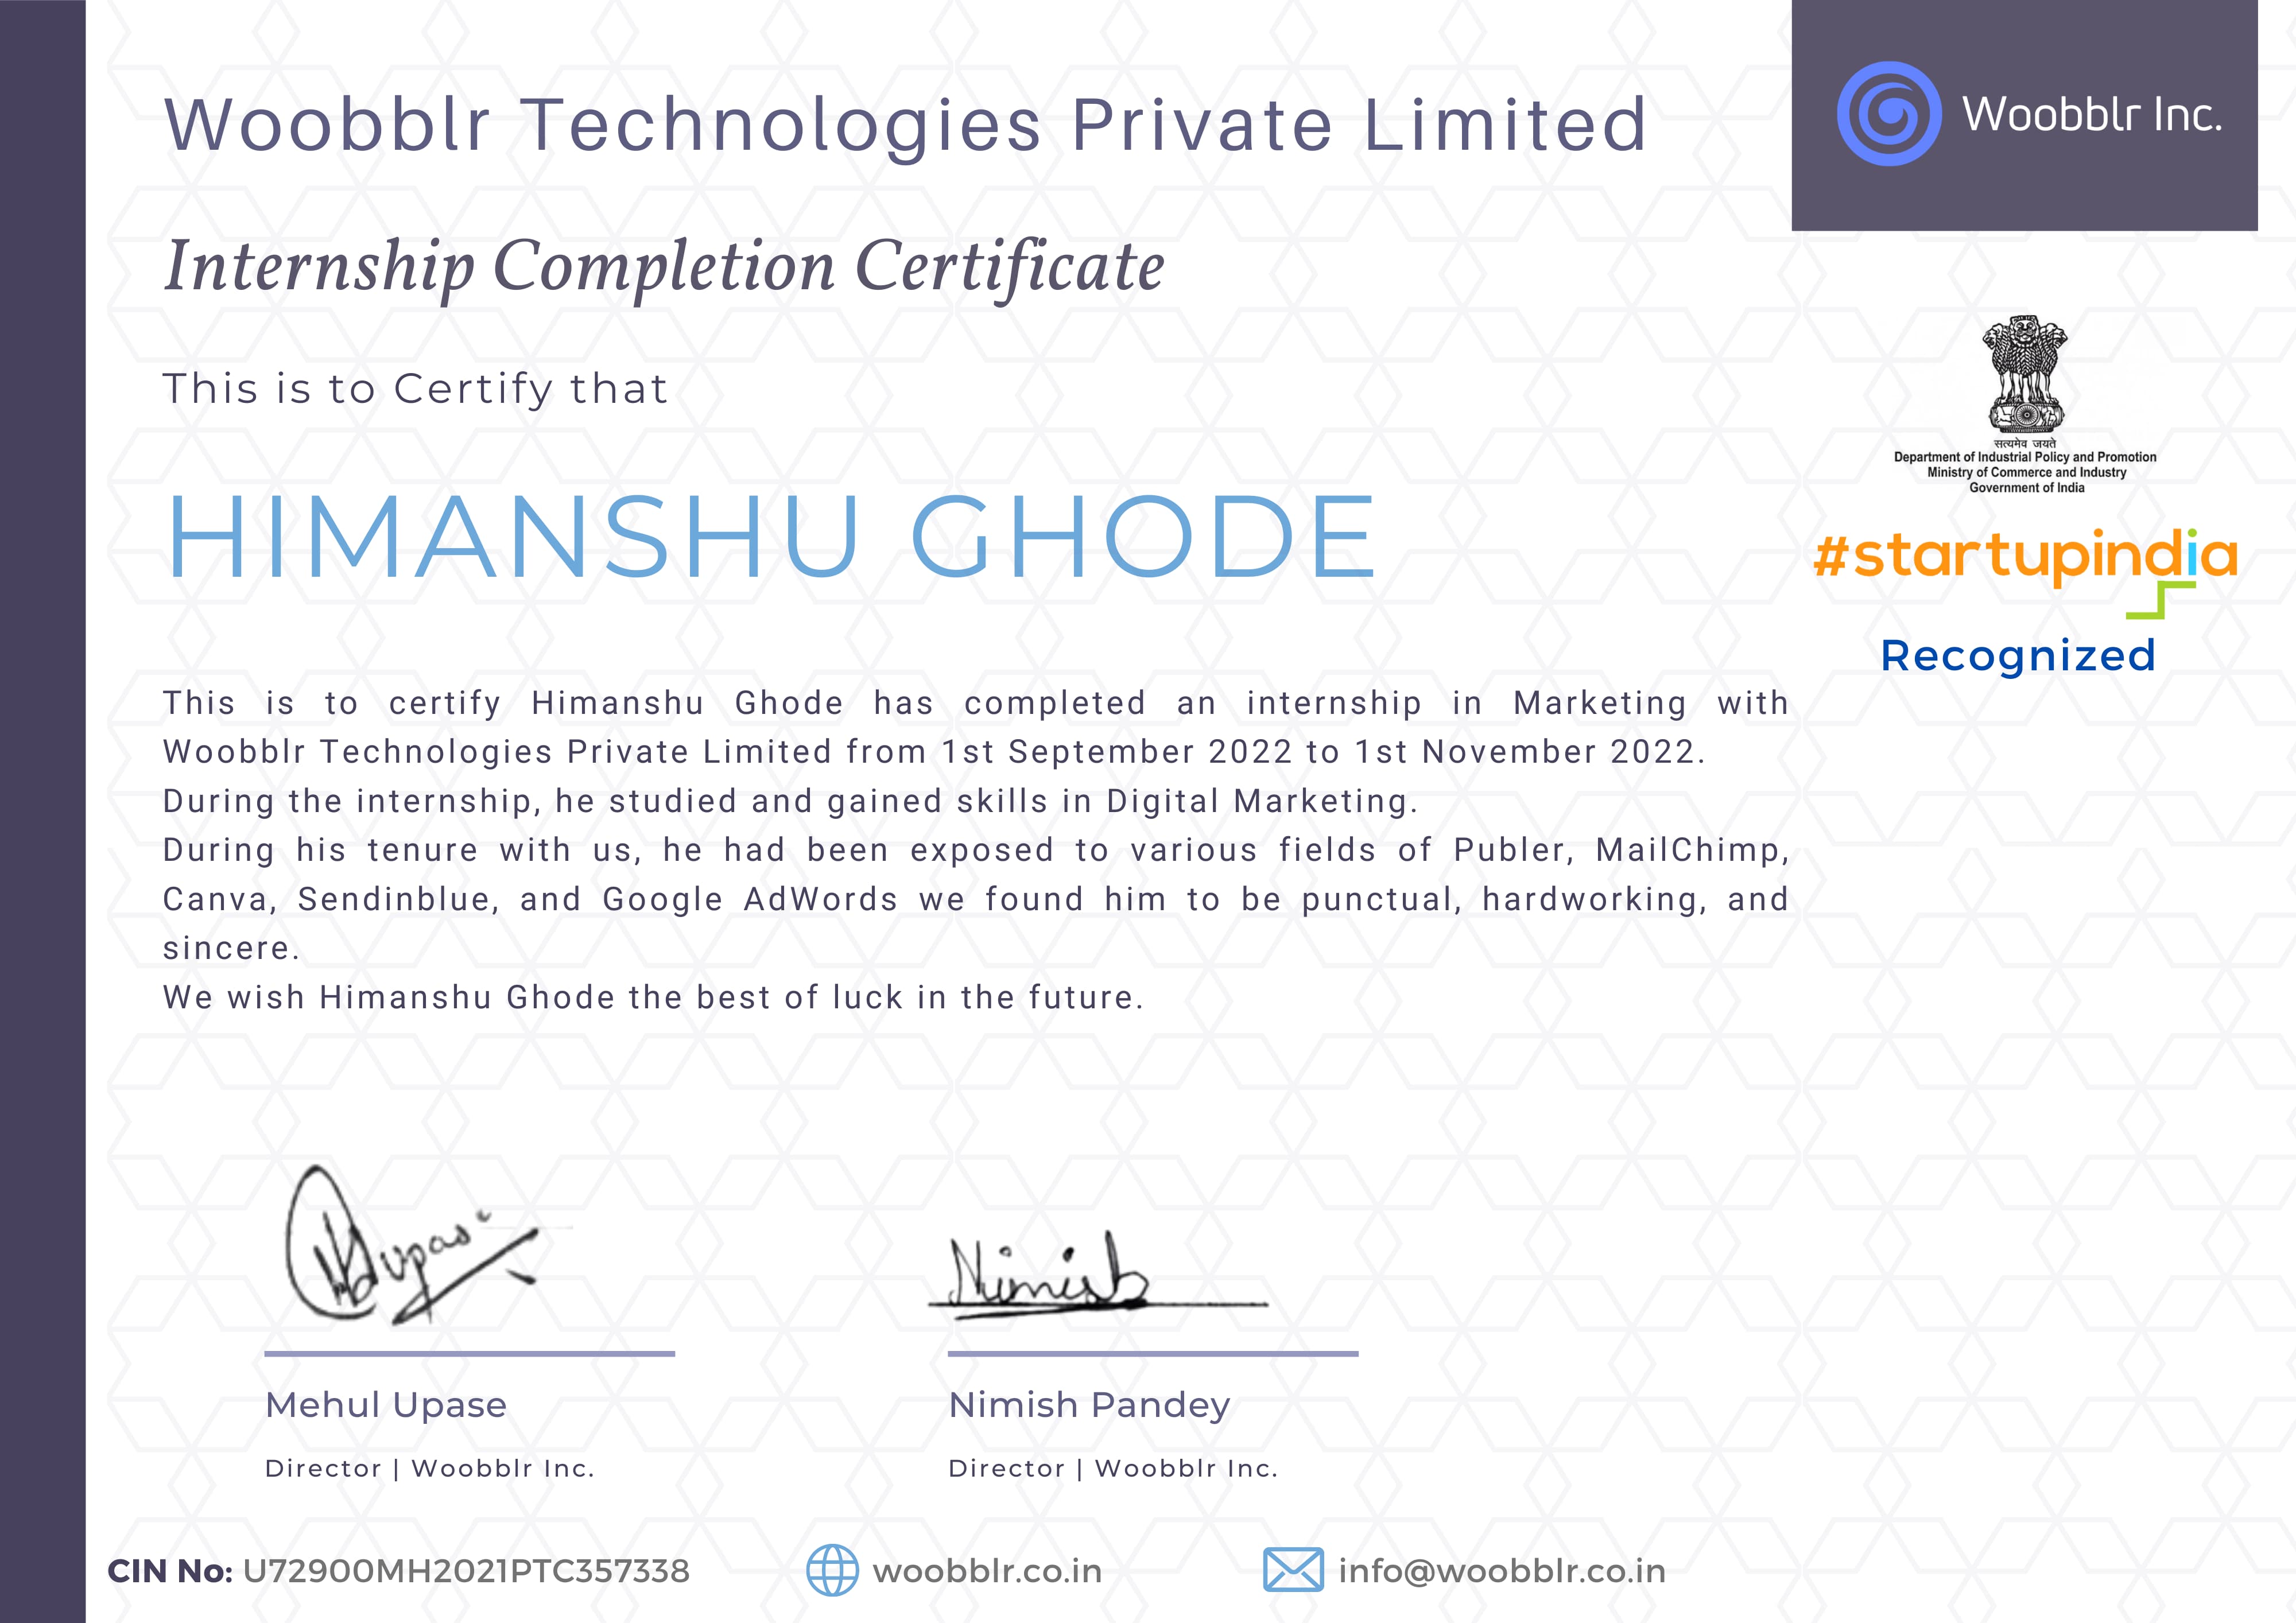 Woobblr Technologies Private Limited
Woobblr Inc.
Internship Completion Certificate
This is to Certify that
HIMANSHU GHODE
सत्यमेव जयते
Department of Industrial Policy and Promotion
Ministry of Commerce and Industry
Government of India
#startupindia
Recognized
This is to certify Himanshu Ghode has completed an internship in Marketing with
Woobblr Technologies Private Limited from 1st September 2022 to 1st November 2022.
During the internship, he studied and gained skills in Digital Marketing.
During his tenure with us, he had been exposed to various fields of Publer, MailChimp,
Canva, Sendinblue, and Google AdWords we found him to be punctual, hardworking, and
sincere.
We wish Himanshu Ghode the best of luck in the future.
Upase
Nimish
Mehul Upase
Nimish Pandey
Director | Woobblr Inc.
Director | Woobblr Inc.
CIN No: U72900MH2021PTC357338
woobblr.co.in
info@woobblr.co.in